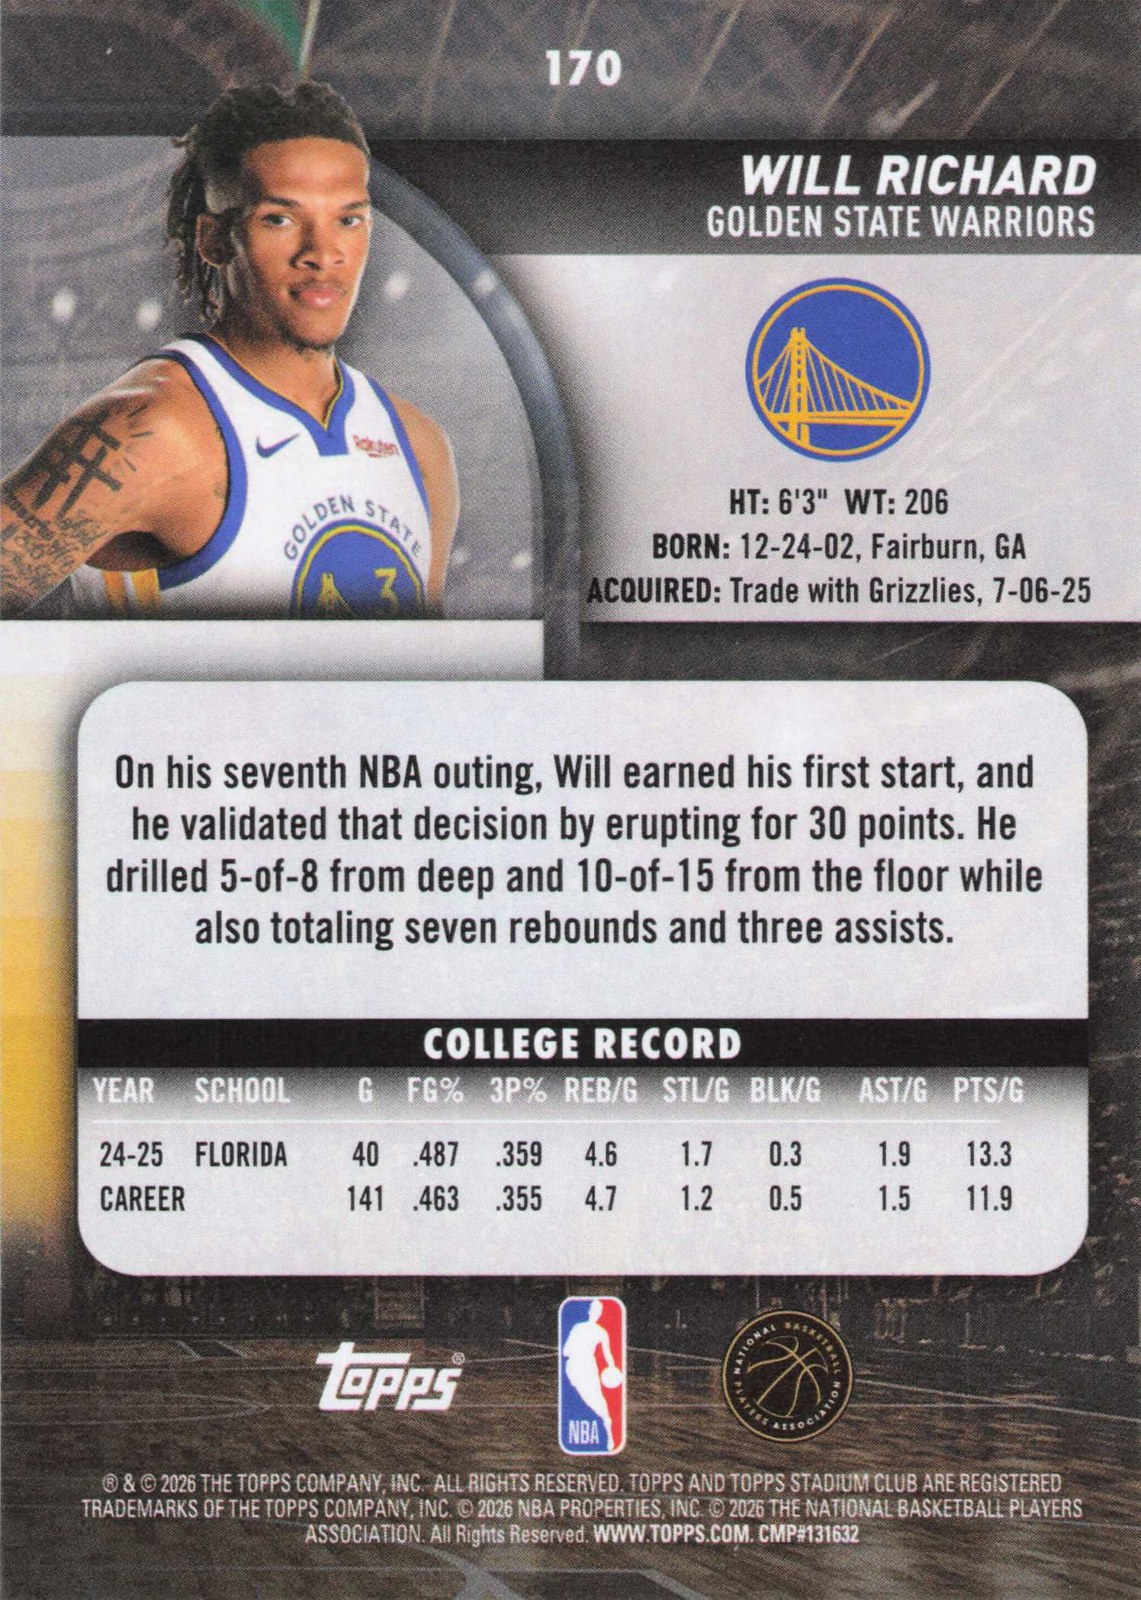 170
WILL RICHARD
GOLDEN STATE WARRIORS
Rakuten
GOLDEN STATE
3
HT: 6'3" WT: 206
BORN: 12-24-02, Fairburn, GA
ACQUIRED: Trade with Grizzlies, 7-06-25
On his seventh NBA outing, Will earned his first start, and
he validated that decision by erupting for 30 points. He
drilled 5-of-8 from deep and 10-of-15 from the floor while
also totaling seven rebounds and three assists.
COLLEGE RECORD
YEAR SCHOOL G FG% 3P% REB/G STL/G BLK/G AST/G PTS/G
24-25 FLORIDA 40 .487 .359 4.6 1.7 0.3 1.9 13.3
CAREER 141 .463 .355 4.7 1.2 0.5 1.5 11.9
topps®
NBA
NATIONAL BASKETBALL PLAYERS ASSOCIATION
® & © 2026 THE TOPPS COMPANY, INC. ALL RIGHTS RESERVED. TOPPS AND TOPPS STADIUM CLUB ARE REGISTERED
TRADEMARKS OF THE TOPPS COMPANY, INC. © 2026 NBA PROPERTIES, INC. © 2026 THE NATIONAL BASKETBALL PLAYERS
ASSOCIATION. All Rights Reserved. WWW.TOPPS.COM. CMP#131632